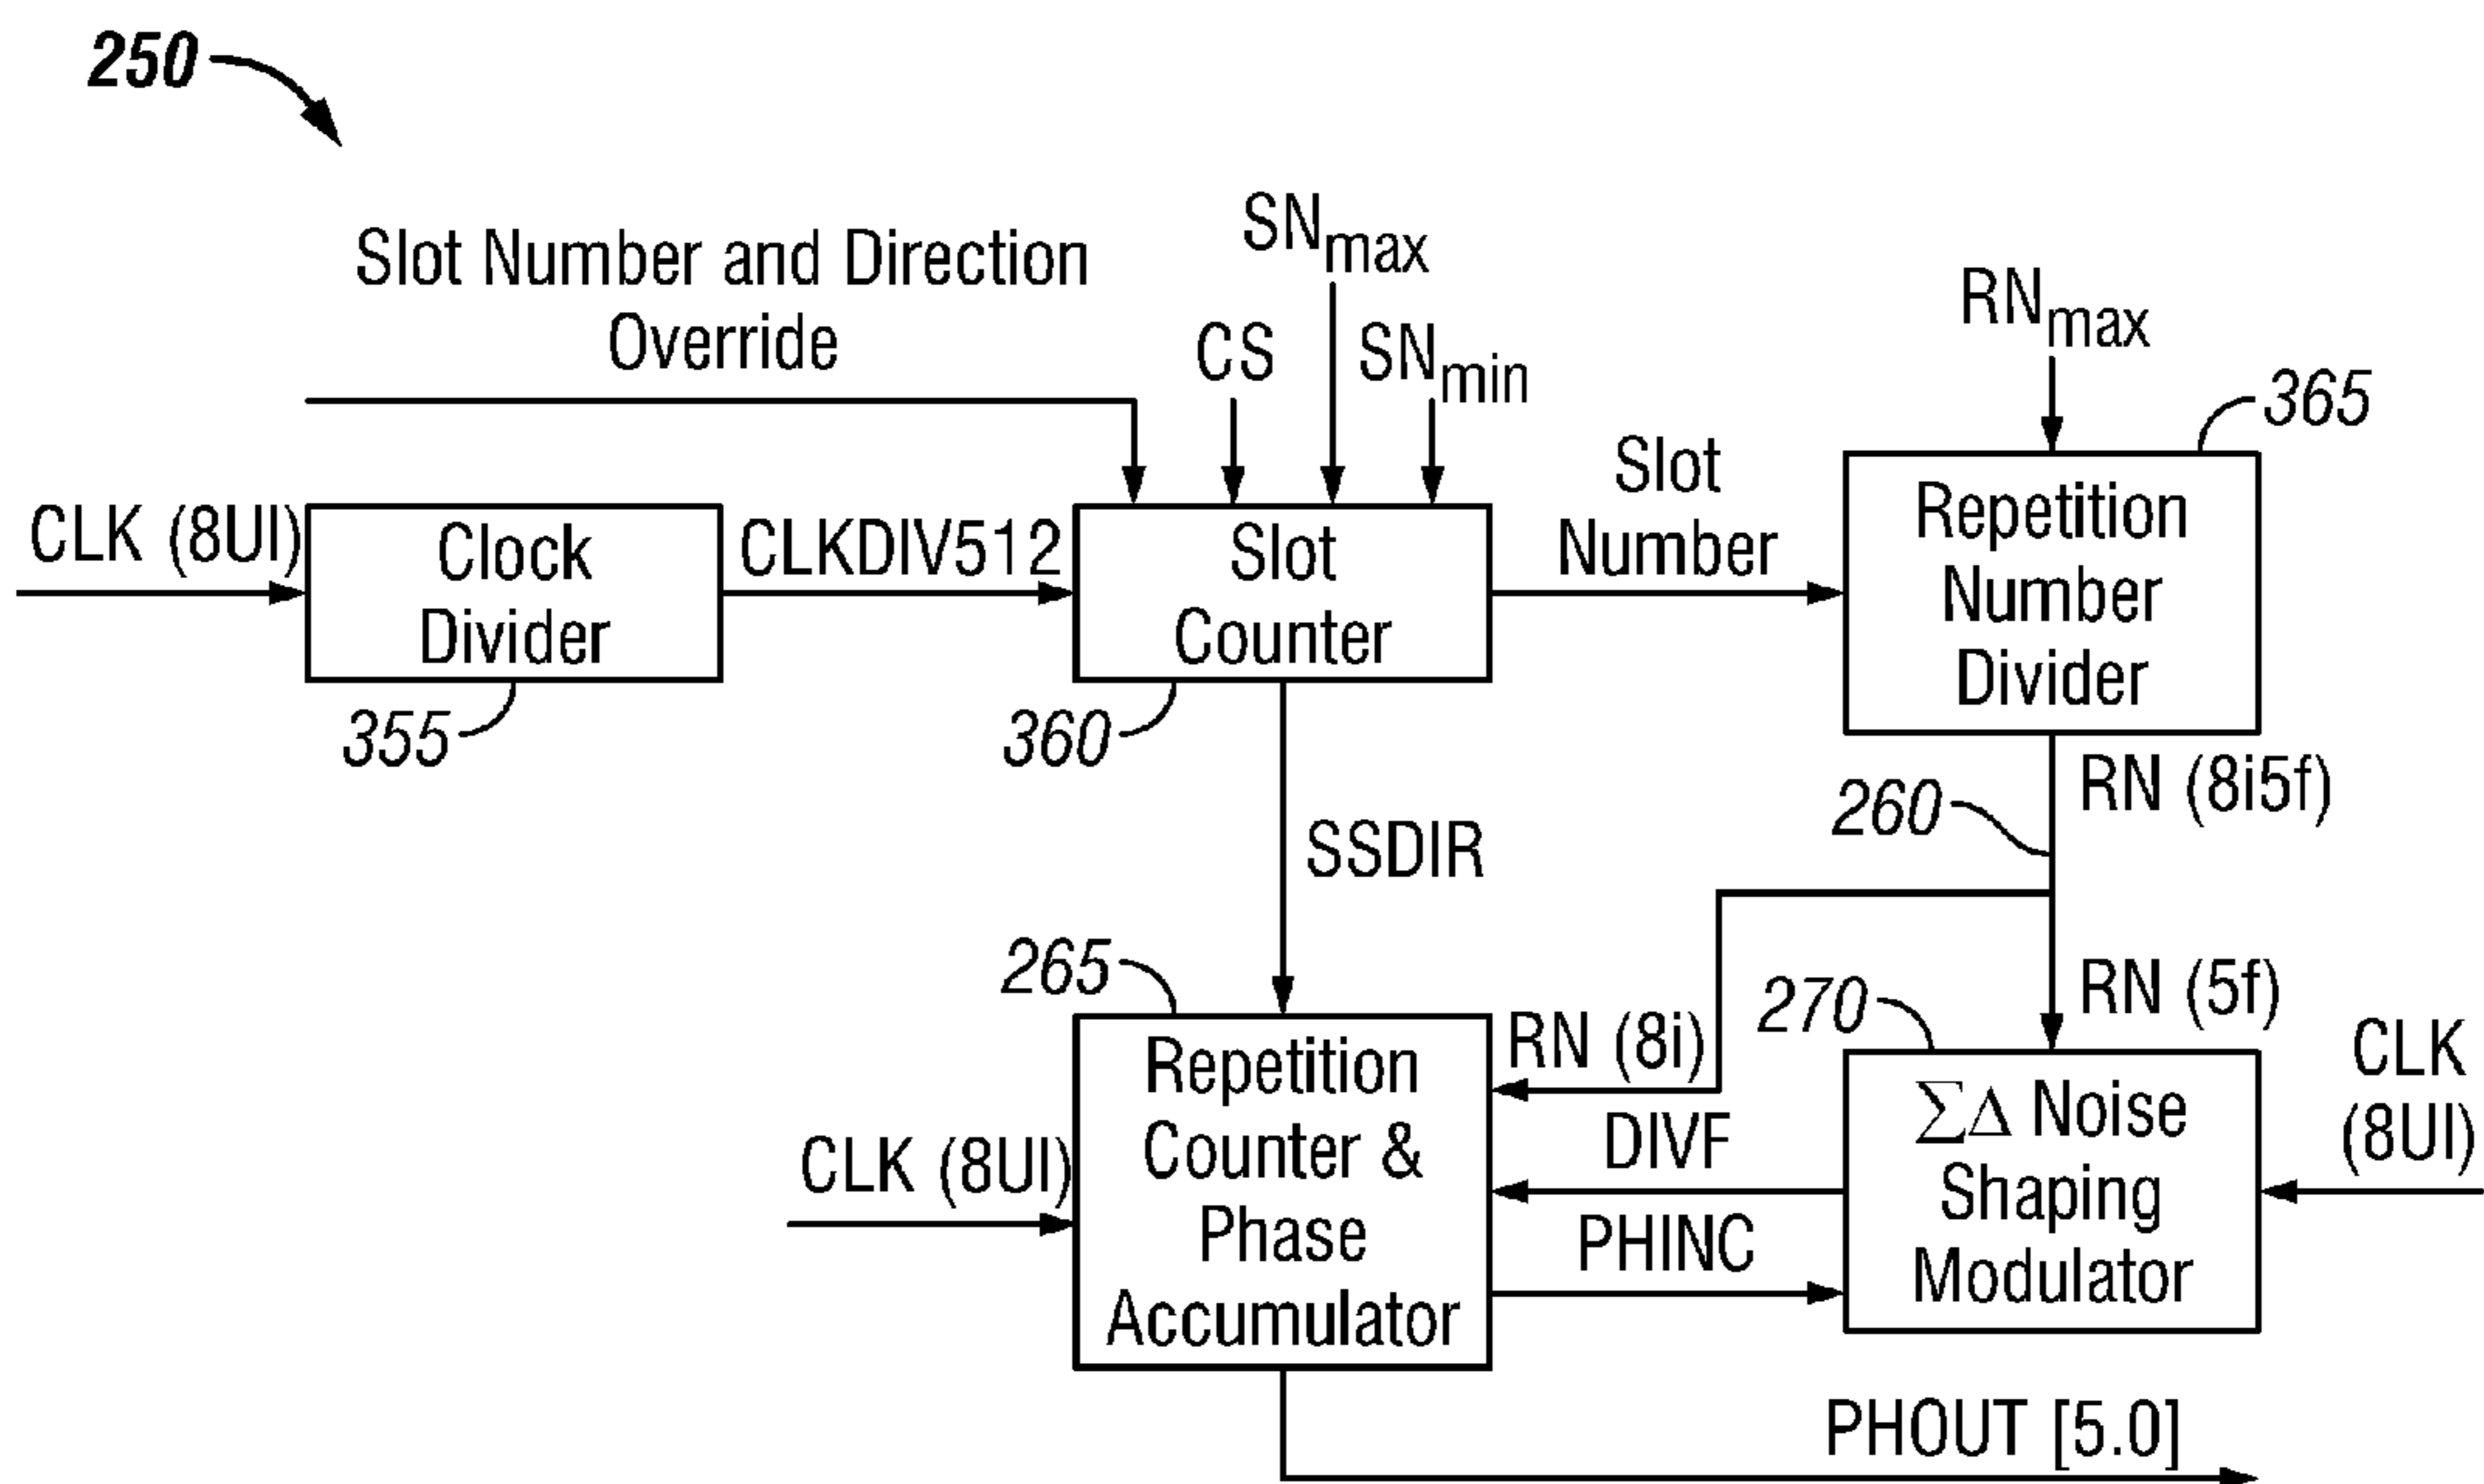 250
Slot Number and Direction
Override
CS
SNmax
SNmin
RNmax
365
CLK (8UI)
Clock
Divider
355
CLKDIV512
Slot
Counter
360
Slot
Number
Repetition
Number
Divider
RN (8i5f)
260
SSDIR
265
RN (8i)
270
RN (5f)
CLK
(8UI)
CLK (8UI)
Repetition
Counter &
Phase
Accumulator
DIVF
PHINC
ΣΔ Noise
Shaping
Modulator
PHOUT [5.0]